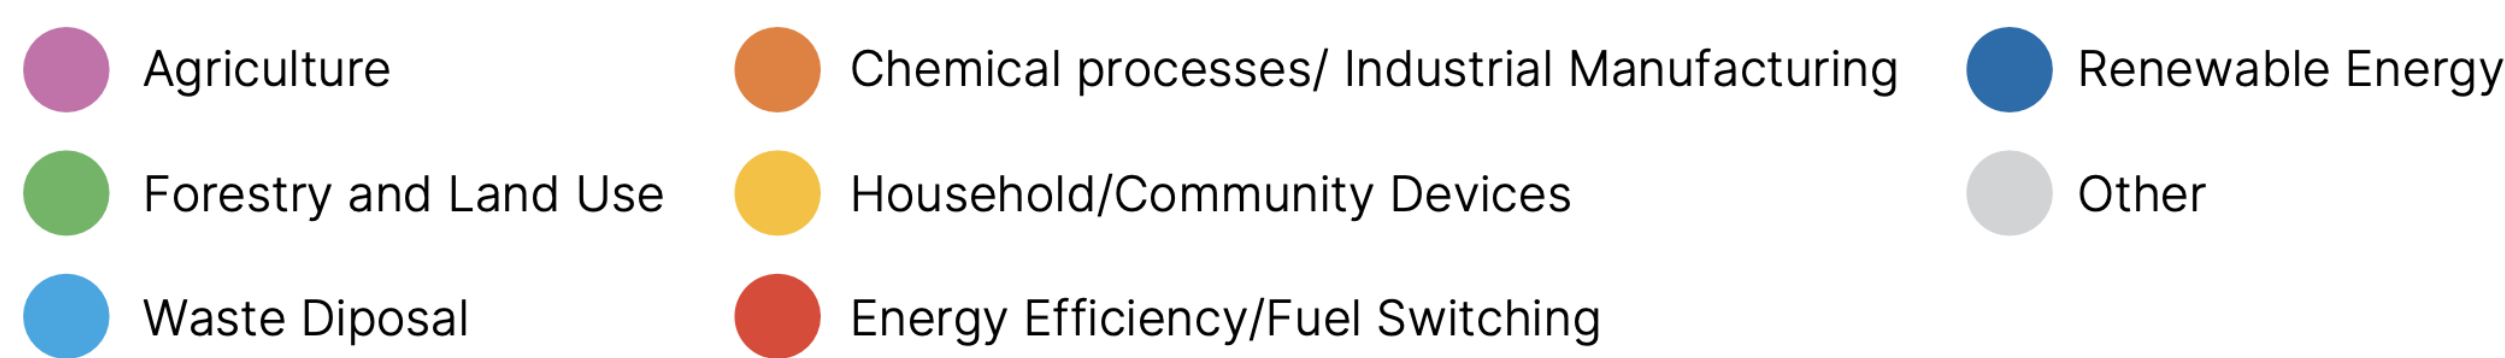 Agriculture
Chemical processes/ Industrial Manufacturing
Renewable Energy
Forestry and Land Use
Household/Community Devices
Other
Waste Diposal
Energy Efficiency/Fuel Switching